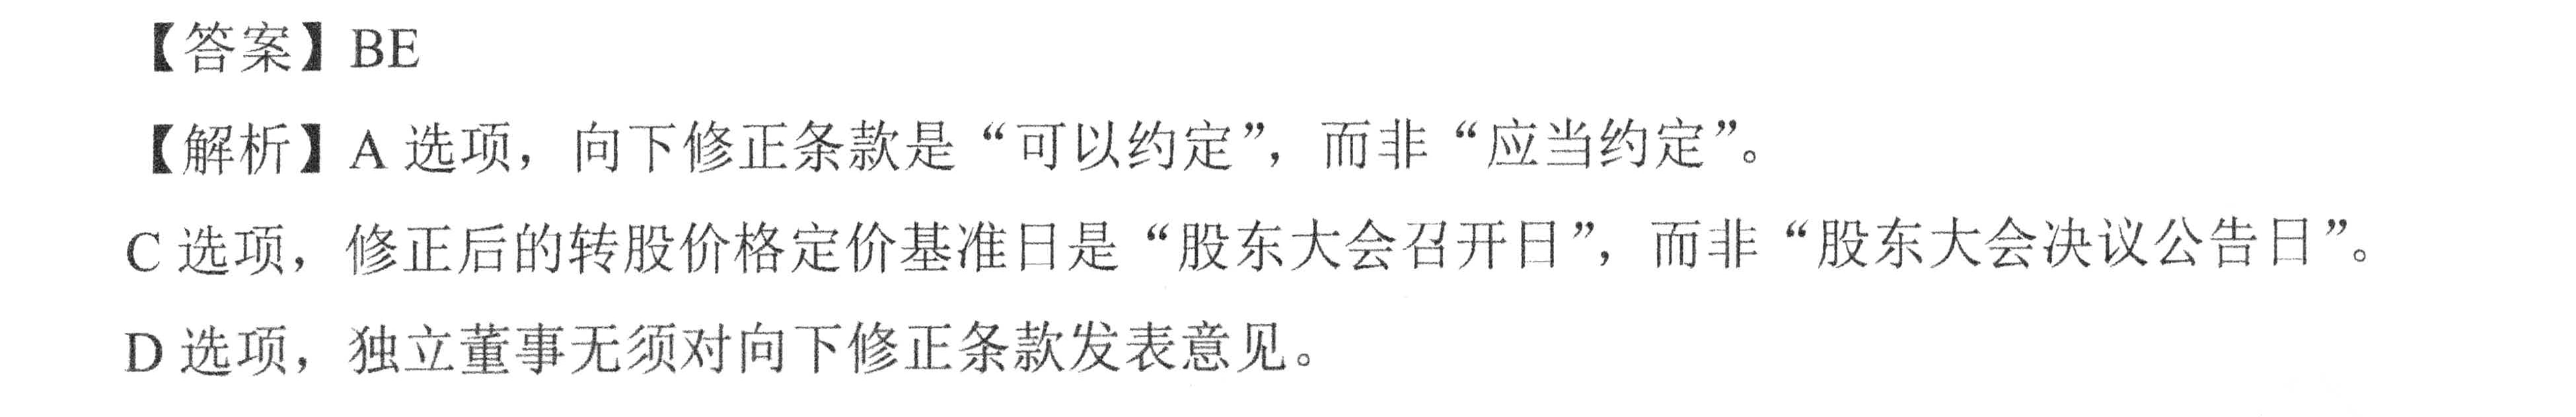 【答案】BE
【解析】A 选项，向下修正条款是“可以约定”，而非“应当约定”。
C 选项，修正后的转股价格定价基准日是“股东大会召开日”，而非“股东大会决议公告日”。
D 选项，独立董事无须对向下修正条款发表意见。